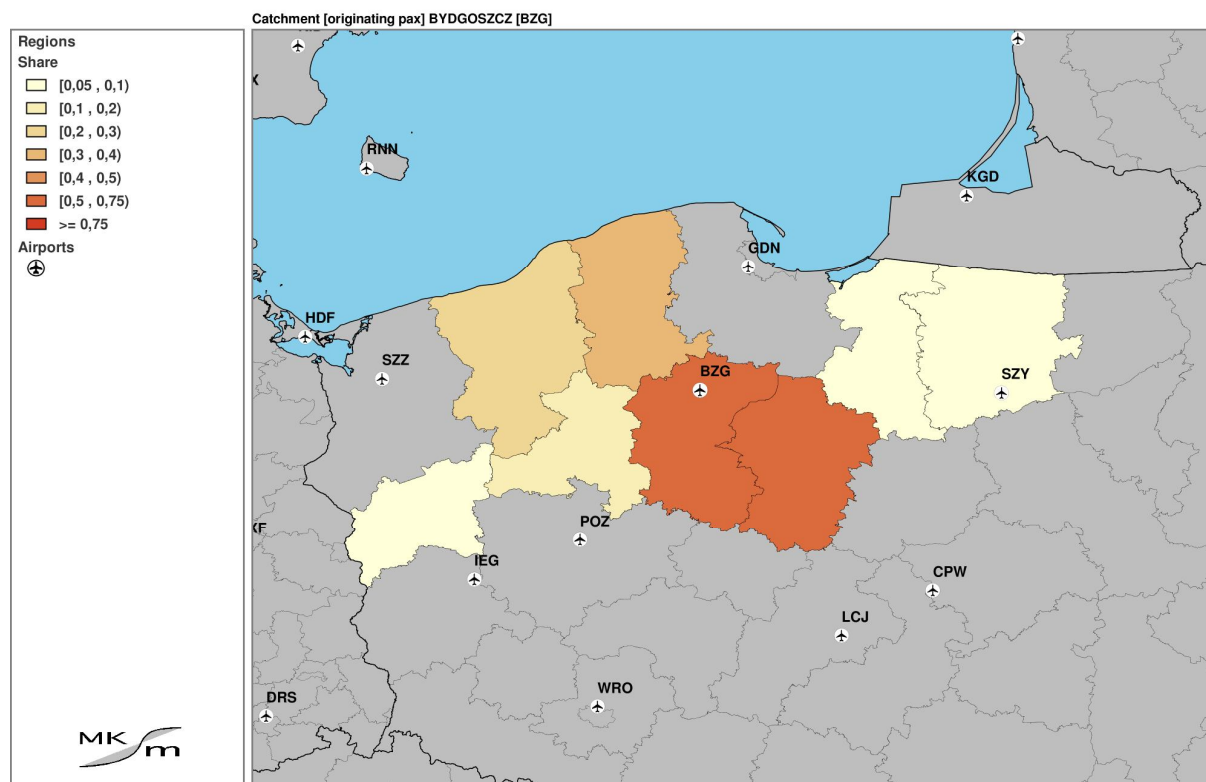 Catchment [originating pax] BYDGOSZCZ [BZG]
Regions
Share
[0,05 , 0,1)
[0,1 , 0,2)
[0,2 , 0,3)
[0,3 , 0,4)
[0,4 , 0,5)
[0,5 , 0,75)
>= 0,75
Airports
RNN
KGD
GDN
HDF
SZZ
BZG
SZY
POZ
IEG
CPW
LCJ
WRO
DRS
MK
m